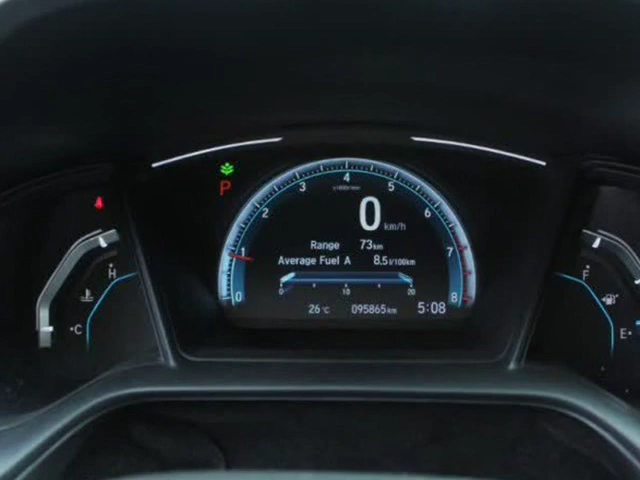 P
4
3 5
x1000r/min
2 6
0 km/h
1 7
Range 73km
Average Fuel A 8.5 l/100km
0 10 20
0 8
26°C 095865km 5:08
H
C
F
E